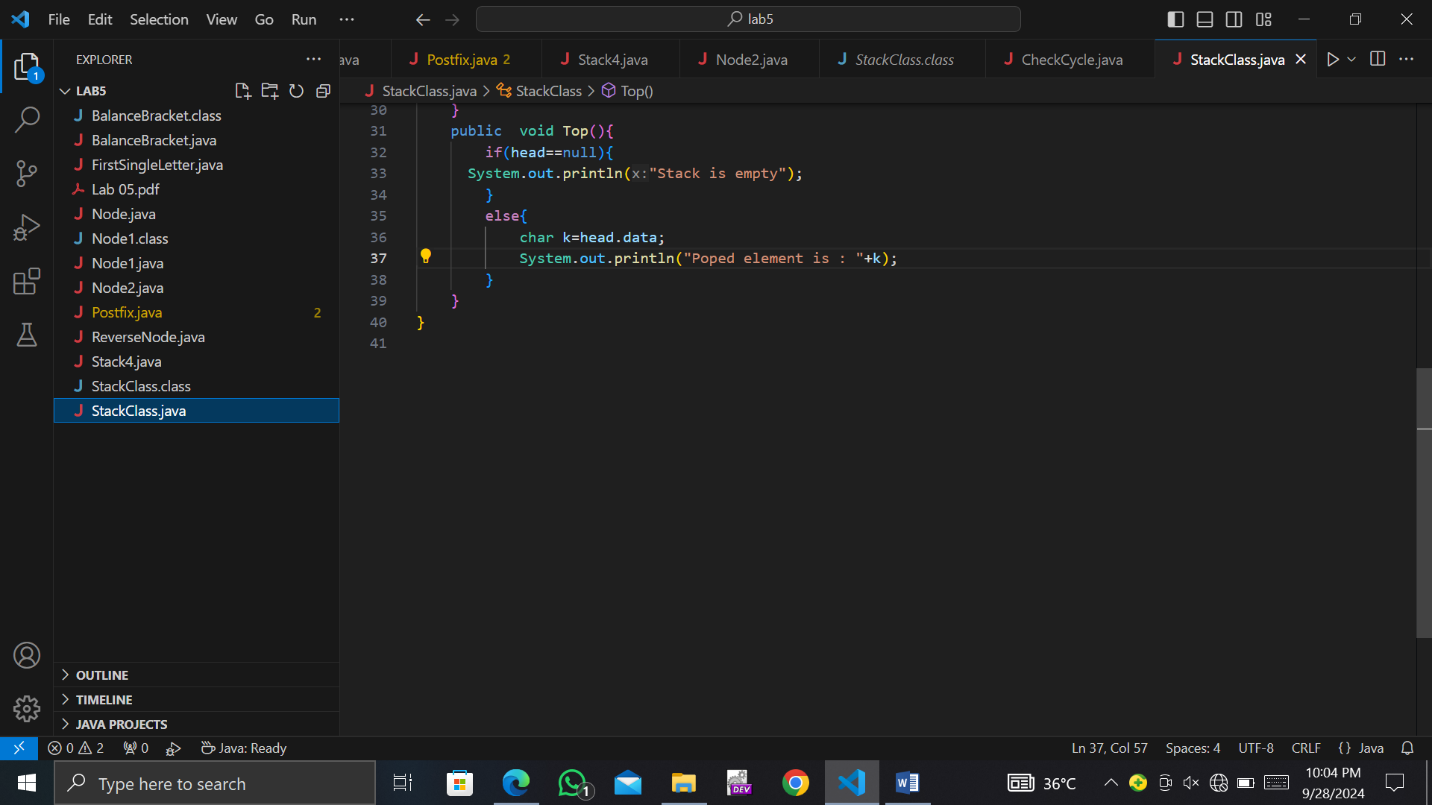 File Edit Selection View Go Run ··· lab5
EXPLORER ···
ava Postfix.java 2 Stack4.java Node2.java StackClass.class CheckCycle.java StackClass.java
LAB5
StackClass.java > StackClass > Top()
BalanceBracket.class
BalanceBracket.java
FirstSingleLetter.java
Lab 05.pdf
Node.java
Node1.class
Node1.java
Node2.java
Postfix.java 2
ReverseNode.java
Stack4.java
StackClass.class
StackClass.java
30 }
31 public  void Top(){
32 if(head==null){
33 System.out.println(x:"Stack is empty");
34 }
35 else{
36 char k=head.data;
37 System.out.println("Poped element is : "+k);
38 }
39 }
40 }
41
OUTLINE
TIMELINE
JAVA PROJECTS
0 2 0 Java: Ready Ln 37, Col 57 Spaces: 4 UTF-8 CRLF {} Java
Type here to search 1 DEV 36°C 10:04 PM
9/28/2024
1